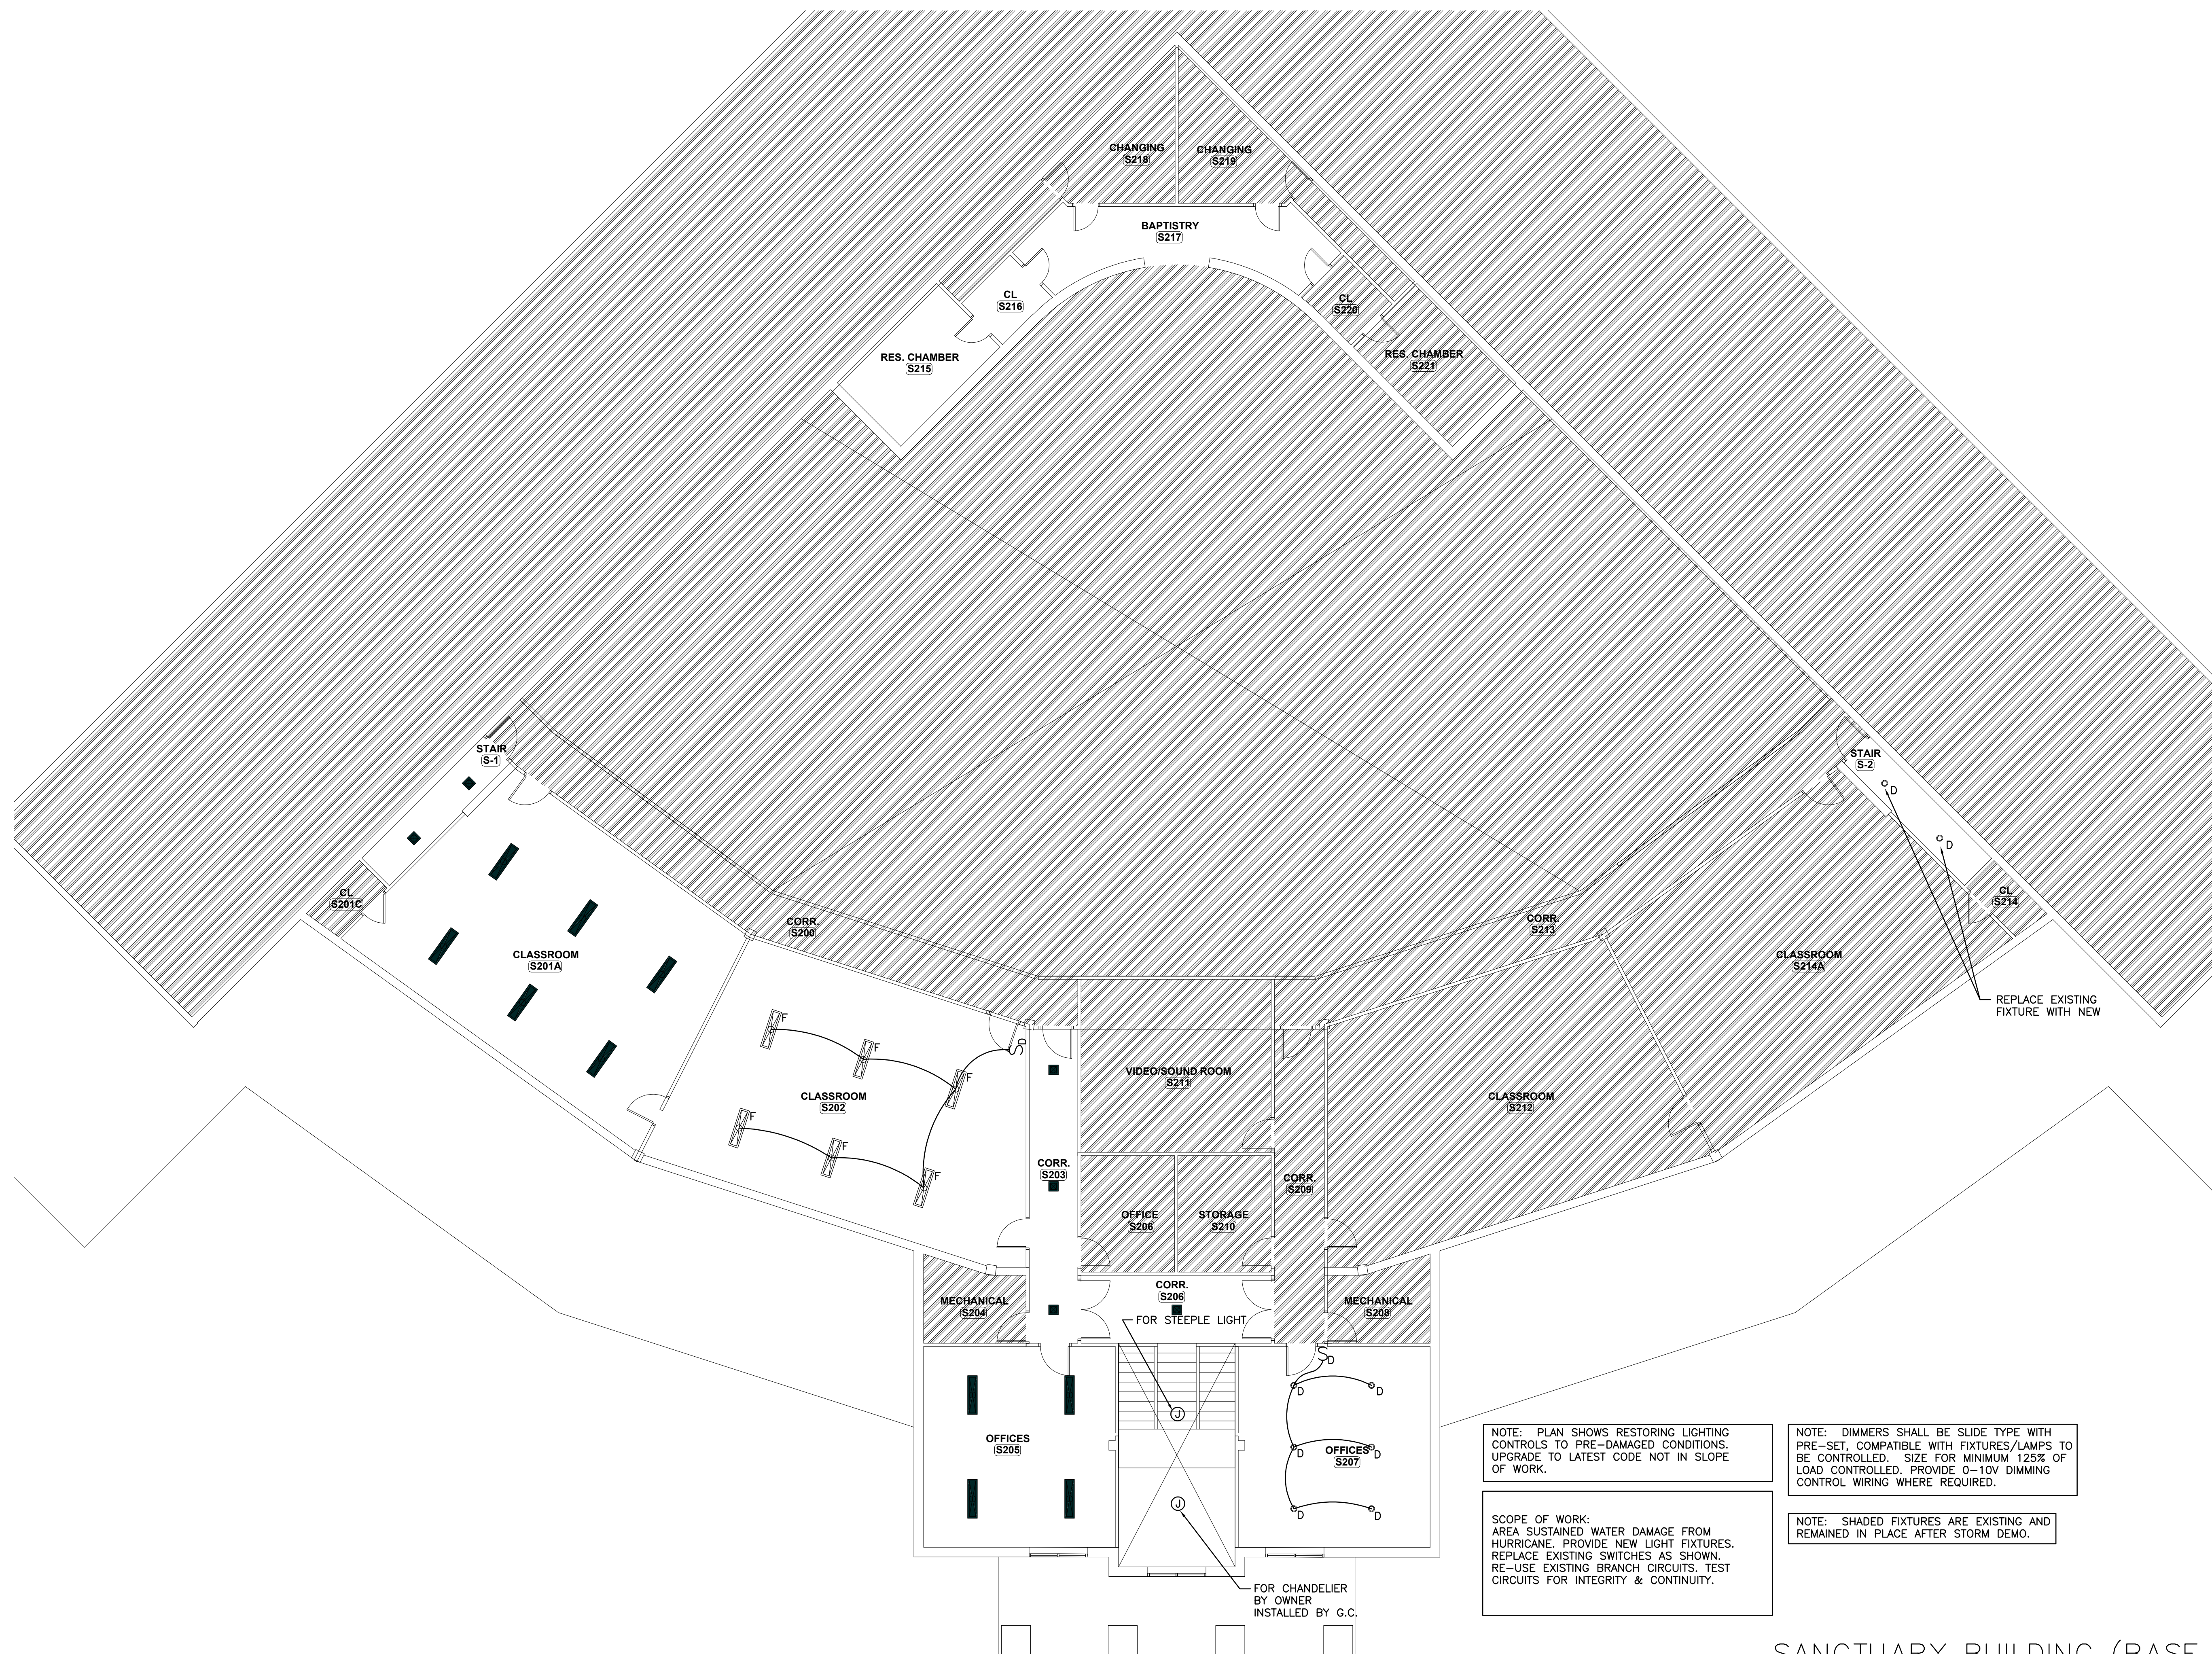 CHANGING
S218
CHANGING
S219
BAPTISTRY
S217
CL
S216
CL
S220
RES. CHAMBER
S215
RES. CHAMBER
S221
STAIR
S-1
STAIR
S-2
D
D
CL
S201C
CL
S214
CORR.
S200
CORR.
S213
CLASSROOM
S201A
CLASSROOM
S214A
REPLACE EXISTING
FIXTURE WITH NEW
F
F
F
F
F
F
S
D
CLASSROOM
S202
VIDEO/SOUND ROOM
S211
CLASSROOM
S212
CORR.
S203
CORR.
S209
OFFICE
S206
STORAGE
S210
CORR.
S206
MECHANICAL
S204
MECHANICAL
S208
FOR STEEPLE LIGHT
S
D
D
D
D
D
D
D
J
J
OFFICES
S205
OFFICES
S207
FOR CHANDELIER
BY OWNER
INSTALLED BY G.C.
NOTE: PLAN SHOWS RESTORING LIGHTING
CONTROLS TO PRE-DAMAGED CONDITIONS.
UPGRADE TO LATEST CODE NOT IN SLOPE
OF WORK.
NOTE: DIMMERS SHALL BE SLIDE TYPE WITH
PRE-SET, COMPATIBLE WITH FIXTURES/LAMPS TO
BE CONTROLLED. SIZE FOR MINIMUM 125% OF
LOAD CONTROLLED. PROVIDE 0-10V DIMMING
CONTROL WIRING WHERE REQUIRED.
SCOPE OF WORK:
AREA SUSTAINED WATER DAMAGE FROM
HURRICANE. PROVIDE NEW LIGHT FIXTURES.
REPLACE EXISTING SWITCHES AS SHOWN.
RE-USE EXISTING BRANCH CIRCUITS. TEST
CIRCUITS FOR INTEGRITY & CONTINUITY.
NOTE: SHADED FIXTURES ARE EXISTING AND
REMAINED IN PLACE AFTER STORM DEMO.
SANCTUARY BUILDING (BASE